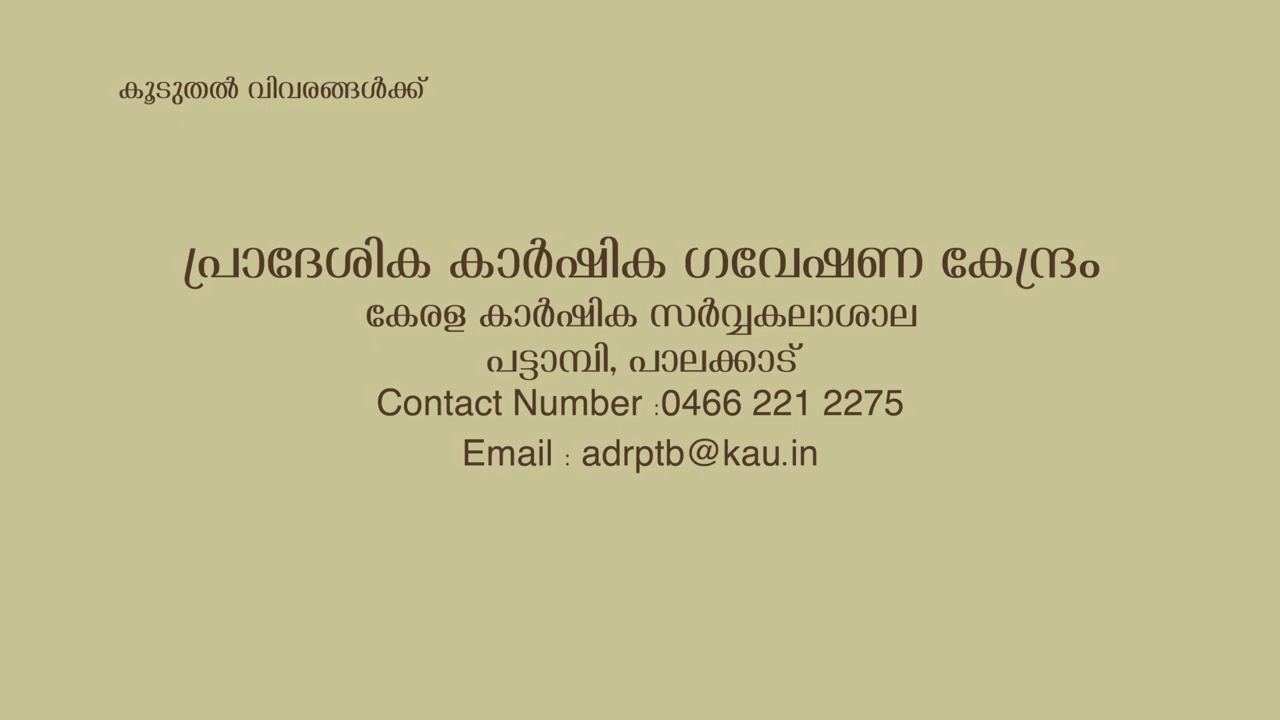 കൂടുതൽ വിവരങ്ങൾക്ക്
പ്രാദേശിക കാർഷിക ഗവേഷണ കേന്ദ്രം
കേരള കാർഷിക സർവ്വകലാശാല
പട്ടാമ്പി, പാലക്കാട്
Contact Number :0466 221 2275
Email : adrptb@kau.in